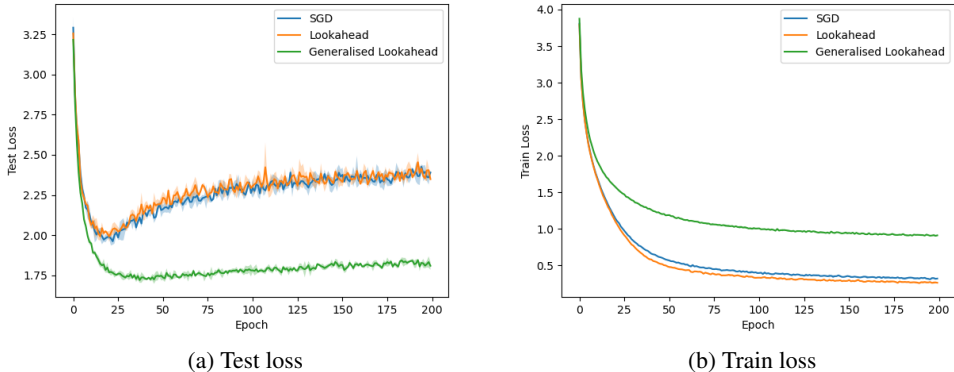 SGD
Lookahead
Generalised Lookahead
3.25
3.00
2.75
2.50
2.25
2.00
1.75
Test Loss
0 25 50 75 100 125 150 175 200
Epoch
(a) Test loss
SGD
Lookahead
Generalised Lookahead
4.0
3.5
3.0
2.5
2.0
1.5
1.0
0.5
Train Loss
0 25 50 75 100 125 150 175 200
Epoch
(b) Train loss